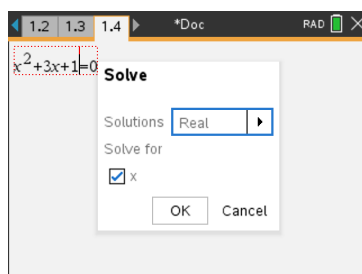 1.2 1.3 1.4 *Doc RAD
x²+3x+1=0
Solve
Solutions Real
Solve for
x
OK Cancel